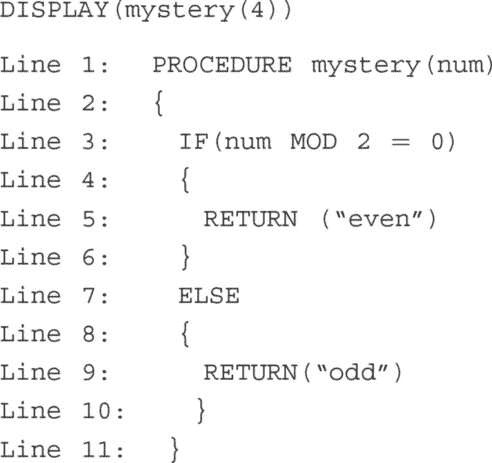 DISPLAY(mystery(4))
Line 1: PROCEDURE mystery(num)
Line 2: {
Line 3: IF(num MOD 2 = 0)
Line 4: {
Line 5: RETURN (“even”)
Line 6: }
Line 7: ELSE
Line 8: {
Line 9: RETURN(“odd”)
Line 10: }
Line 11: }